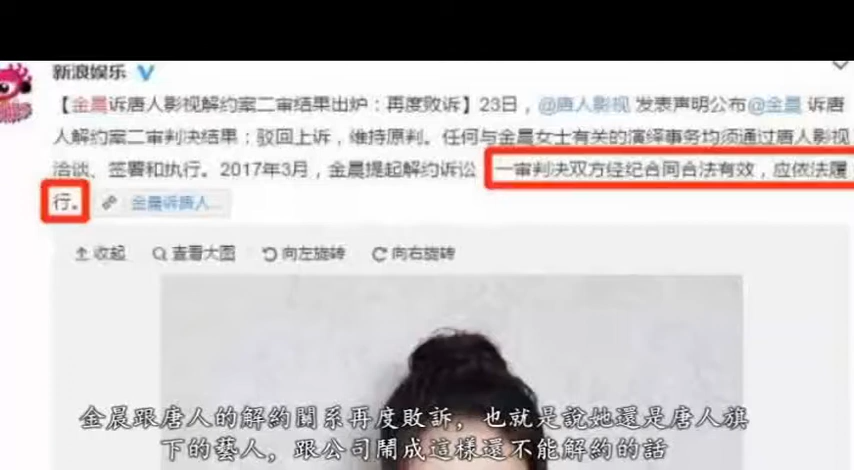 新浪娱乐
【金晨诉唐人影视解约案二审结果出炉：再度败诉】23日，@唐人影视 发表声明公布@金晨 诉唐
人解约案二审判决结果：驳回上诉，维持原判。任何与金晨女士有关的演绎事务均须通过唐人影视
洽谈、签署和执行。2017年3月，金晨提起解约诉讼 一审判决双方经纪合同合法有效，应依法履
行。 金晨诉唐人...
收起 查看大图 向左旋转 向右旋转
金晨跟唐人的解約關系再度敗訴，也就是說她還是唐人旗
下的藝人，跟公司鬧成這樣還不能解約的話